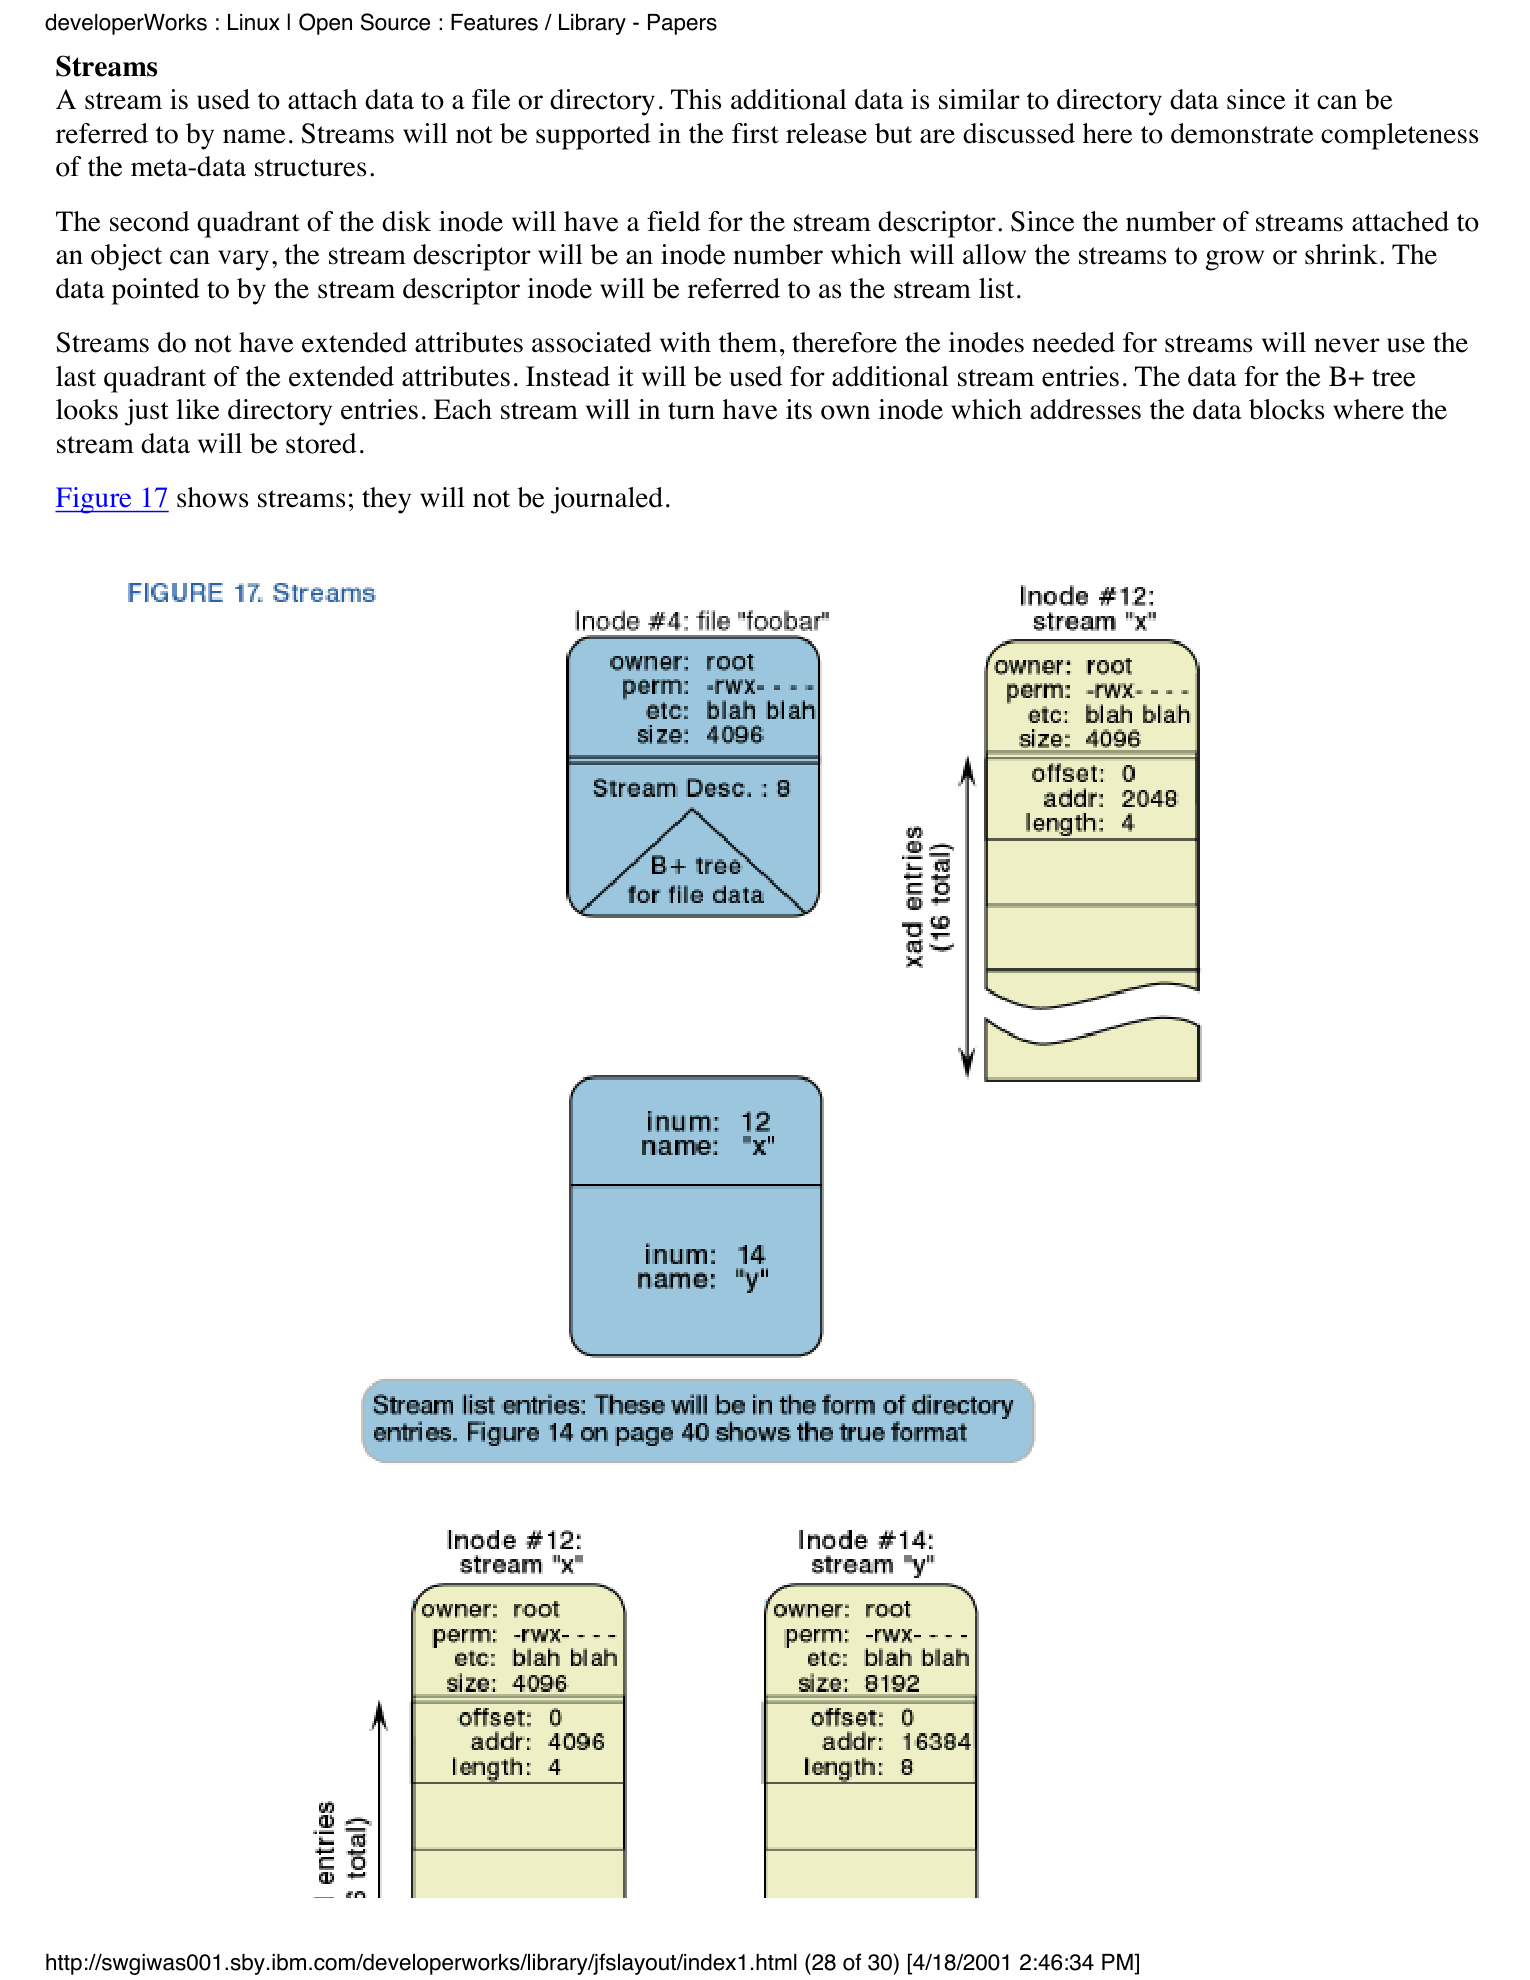 developerWorks : Linux | Open Source : Features / Library - Papers
Streams
A stream is used to attach data to a file or directory. This additional data is similar to directory data since it can be
referred to by name. Streams will not be supported in the first release but are discussed here to demonstrate completeness
of the meta-data structures.
The second quadrant of the disk inode will have a field for the stream descriptor. Since the number of streams attached to
an object can vary, the stream descriptor will be an inode number which will allow the streams to grow or shrink. The
data pointed to by the stream descriptor inode will be referred to as the stream list.
Streams do not have extended attributes associated with them, therefore the inodes needed for streams will never use the
last quadrant of the extended attributes. Instead it will be used for additional stream entries. The data for the B+ tree
looks just like directory entries. Each stream will in turn have its own inode which addresses the data blocks where the
stream data will be stored.
Figure 17 shows streams; they will not be journaled.
FIGURE 17. Streams
Inode #4: file "foobar"
owner: root
perm: -rwx- - - -
etc: blah blah
size: 4096
Stream Desc. : 8
B+ tree
for file data
Inode #12:
stream "x"
owner: root
perm: -rwx- - - -
etc: blah blah
size: 4096
offset: 0
addr: 2048
length: 4
xad entries
(16 total)
inum: 12
name: "x"
inum: 14
name: "y"
Stream list entries: These will be in the form of directory
entries. Figure 14 on page 40 shows the true format
Inode #12:
stream "x"
owner: root
perm: -rwx- - - -
etc: blah blah
size: 4096
offset: 0
addr: 4096
length: 4
entries
total)
Inode #14:
stream "y"
owner: root
perm: -rwx- - - -
etc: blah blah
size: 8192
offset: 0
addr: 16384
length: 8
http://swgiwas001.sby.ibm.com/developerworks/library/jfslayout/index1.html (28 of 30) [4/18/2001 2:46:34 PM]